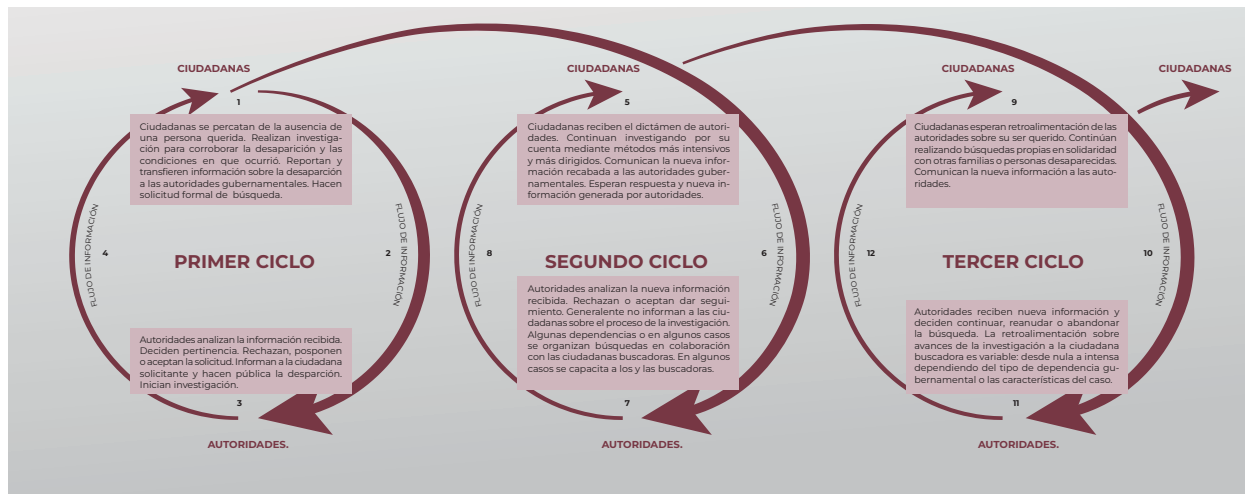 CIUDADANAS
1
Ciudadanas se percatan de la ausencia de
una persona querida. Realizan investiga-
ción para corroborar la desaparición y las
condiciones en que ocurrió. Reportan y
transfieren información sobre la desaparción
a las autoridades gubernamentales. Hacen
solicitud formal de búsqueda.
FLUJO DE INFORMACIÓN
4
PRIMER CICLO
2
FLUJO DE INFORMACIÓN
Autoridades analizan la información recibida.
Deciden pertinencia. Rechazan, posponen
o aceptan la solicitud. Informan a la ciudadana
solicitante y hacen pública la desparción.
Inician investigación.
3
AUTORIDADES.
CIUDADANAS
5
Ciudadanas reciben el dictámen de autori-
dades. Continuan investigando por su
cuenta mediante métodos más intensivos
y más dirigidos. Comunican la nueva infor-
mación recabada a las autoridades guber-
namentales. Esperan respuesta y nueva in-
formación generada por autoridades.
FLUJO DE INFORMACIÓN
8
SEGUNDO CICLO
6
FLUJO DE INFORMACIÓN
Autoridades analizan la nueva información
recibida. Rechazan o aceptan dar segui-
miento. Generalente no informan a las ciu-
dadanas sobre el proceso de la investigación.
Algunas dependencias o en algunos casos
se organizan búsquedas en colaboración
con las ciudadanas buscadoras. En algunos
casos se capacita a los y las buscadoras.
7
AUTORIDADES.
CIUDADANAS
9
Ciudadanas esperan retroalimentación de las
autoridades sobre su ser querido. Continúan
realizando búsquedas propias en solidaridad
con otras familias o personas desaparecidas.
Comunican la nueva información a las auto-
ridades.
FLUJO DE INFORMACIÓN
12
TERCER CICLO
10
FLUJO DE INFORMACIÓN
Autoridades reciben nueva información y
deciden continuar, reanudar o abandonar
la búsqueda. La retroalimentación sobre
avances de la investigación a la ciudadana
buscadora es variable: desde nula a intensa
dependiendo del tipo de dependencia gu-
bernamental o las características del caso.
11
AUTORIDADES.
CIUDADANAS